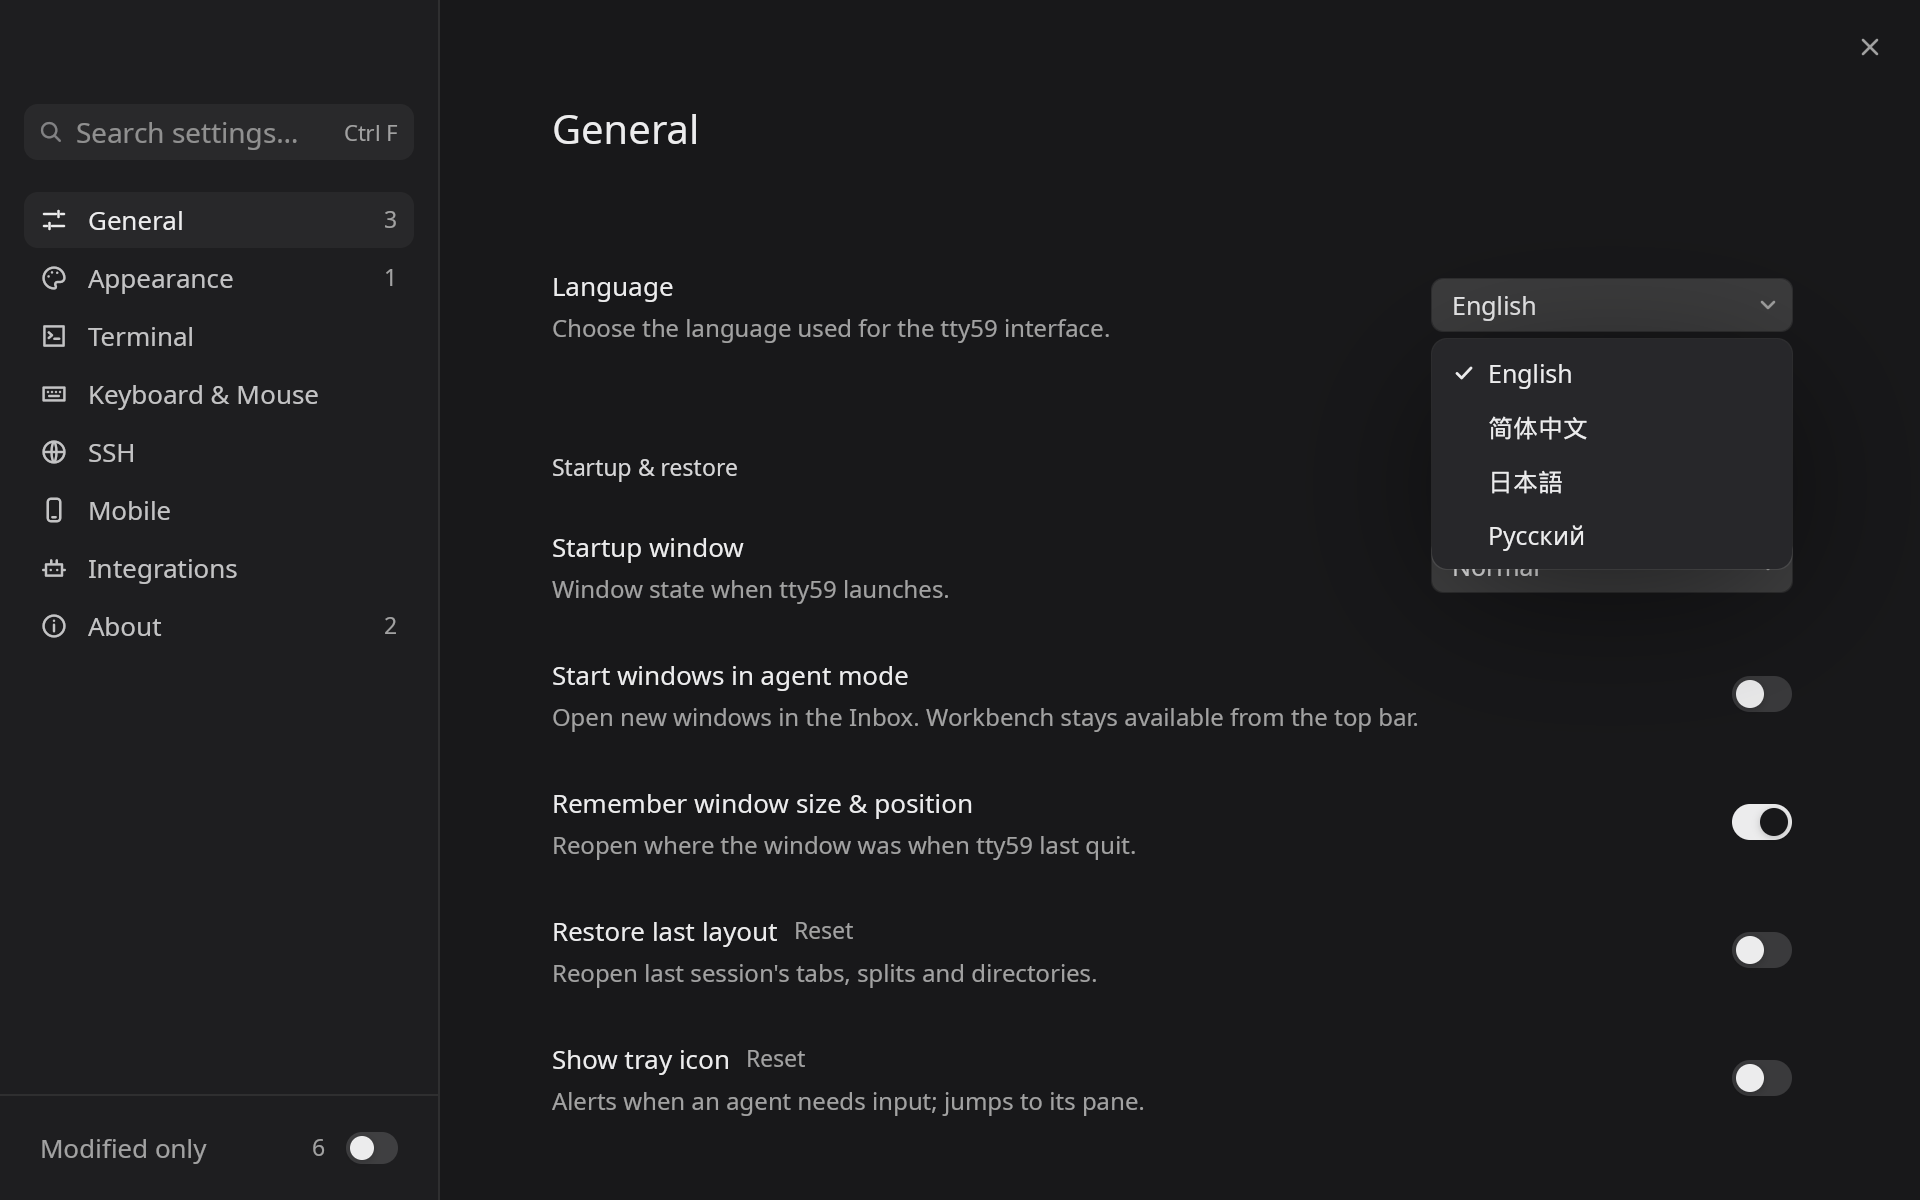 Search settings... Ctrl F
General 3
Appearance 1
Terminal
Keyboard & Mouse
SSH
Mobile
Integrations
About 2
Modified only 6
General
Language
Choose the language used for the tty59 interface.
English
English
简体中文
日本語
Русский
Startup & restore
Startup window
Window state when tty59 launches.
Normal
Start windows in agent mode
Open new windows in the Inbox. Workbench stays available from the top bar.
Remember window size & position
Reopen where the window was when tty59 last quit.
Restore last layout Reset
Reopen last session's tabs, splits and directories.
Show tray icon Reset
Alerts when an agent needs input; jumps to its pane.